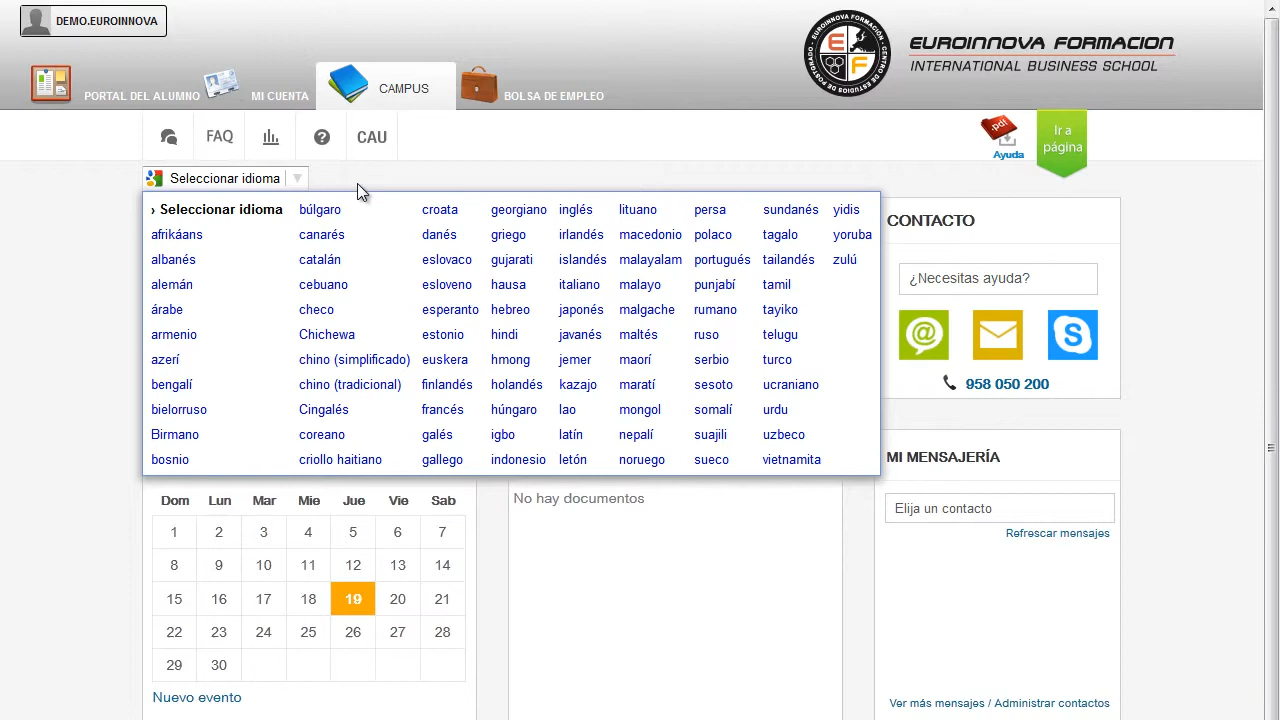 DEMO.EUROINNOVA
EUROINNOVA FORMACIÓN
CENTRO DE ESTUDIOS DE POSTGRADO
E
F
EUROINNOVA FORMACION
INTERNATIONAL BUSINESS SCHOOL
PORTAL DEL ALUMNO
MI CUENTA
CAMPUS
BOLSA DE EMPLEO
FAQ
?
CAU
.pdf
Ayuda
Ir a
página
Seleccionar idioma
› Seleccionar idioma búlgaro croata georgiano inglés lituano persa sundanés yidis
afrikáans canarés danés griego irlandés macedonio polaco tagalo yoruba
albanés catalán eslovaco gujarati islandés malayalam portugués tailandés zulú
alemán cebuano esloveno hausa italiano malayo punjabí tamil
árabe checo esperanto hebreo japonés malgache rumano tayiko
armenio Chichewa estonio hindi javanés maltés ruso telugu
azerí chino (simplificado) euskera hmong jemer maorí serbio turco
bengalí chino (tradicional) finlandés holandés kazajo maratí sesoto ucraniano
bielorruso Cingalés francés húngaro lao mongol somalí urdu
Birmano coreano galés igbo latín nepalí suajili uzbeco
bosnio criollo haitiano gallego indonesio letón noruego sueco vietnamita
CONTACTO
¿Necesitas ayuda?
@
S
958 050 200
MI MENSAJERÍA
Elija un contacto
Refrescar mensajes
Ver más mensajes / Administrar contactos
Dom Lun Mar Mie Jue Vie Sab
1 2 3 4 5 6 7
8 9 10 11 12 13 14
15 16 17 18 19 20 21
22 23 24 25 26 27 28
29 30
Nuevo evento
No hay documentos